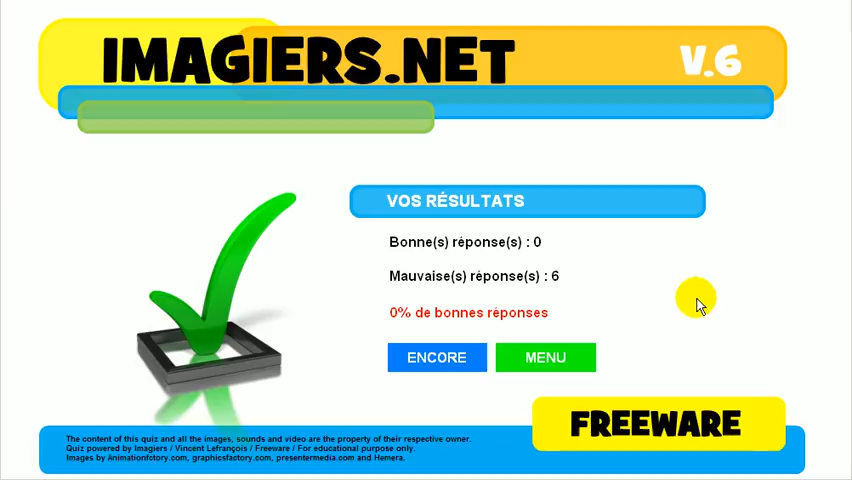 IMAGIERS.NET
V.6
VOS RÉSULTATS
Bonne(s) réponse(s) : 0
Mauvaise(s) réponse(s) : 6
0% de bonnes réponses
ENCORE
MENU
FREEWARE
The content of this quiz and all the images, sounds and video are the property of their respective owner.
Quiz powered by Imagiers / Vincent Lefrançois / Freeware / For educational purpose only.
Images by Animationfctory.com, graphicsfactory.com, presentermedia.com and Hemera.